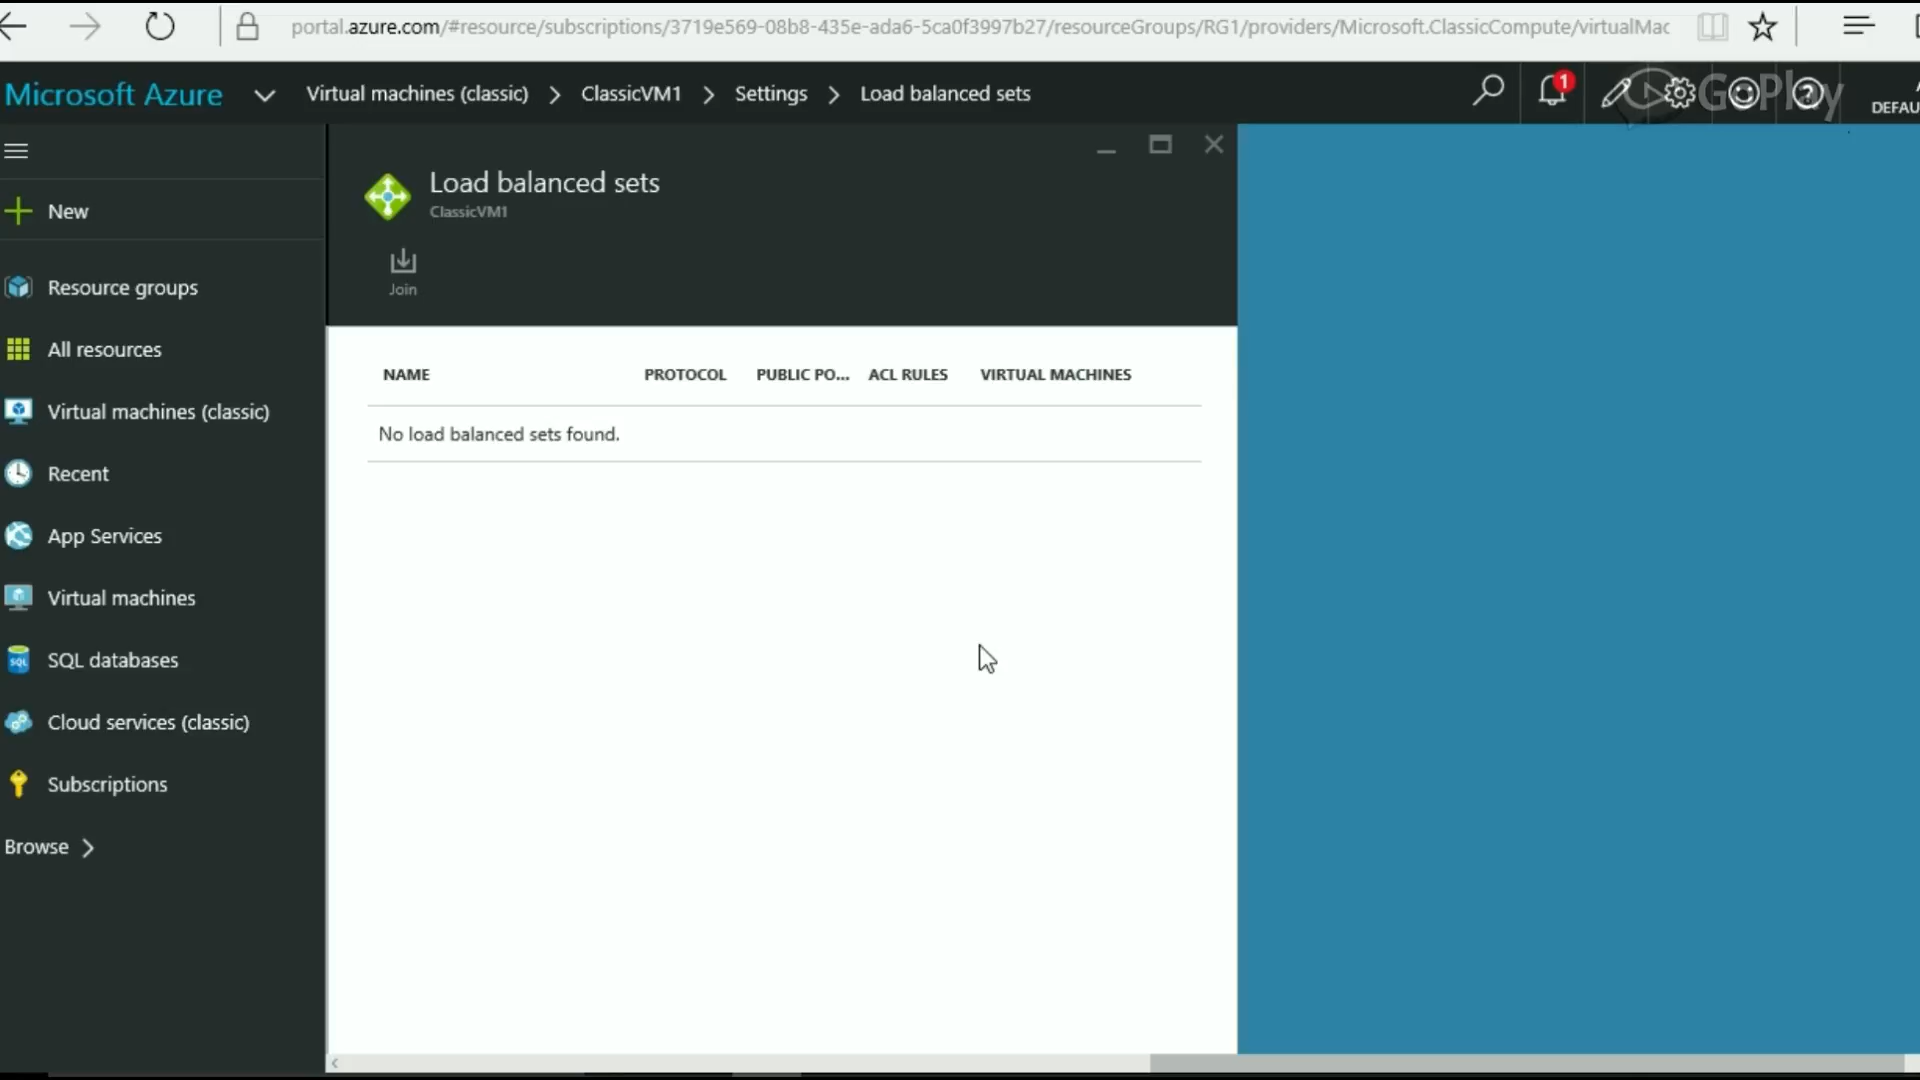 portal.azure.com/#resource/subscriptions/3719e569-08b8-435e-ada6-5ca0f3997b27/resourceGroups/RG1/providers/Microsoft.ClassicCompute/virtualMac
Microsoft Azure
Virtual machines (classic) > ClassicVM1 > Settings > Load balanced sets
1
GoPlay
DEFAU
Load balanced sets
ClassicVM1
Join
New
Resource groups
All resources
Virtual machines (classic)
Recent
App Services
Virtual machines
SQL databases
Cloud services (classic)
Subscriptions
Browse >
NAME PROTOCOL PUBLIC PO... ACL RULES VIRTUAL MACHINES
No load balanced sets found.